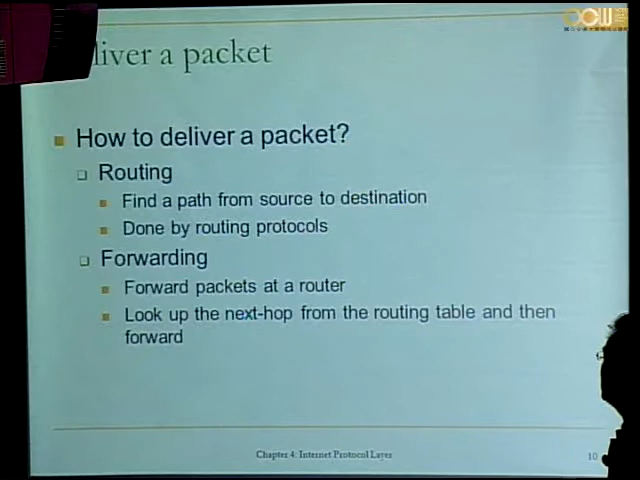 liver a packet
How to deliver a packet?
Routing
Find a path from source to destination
Done by routing protocols
Forwarding
Forward packets at a router
Look up the next-hop from the routing table and then
forward
Chapter 4: Internet Protocol Layer
10